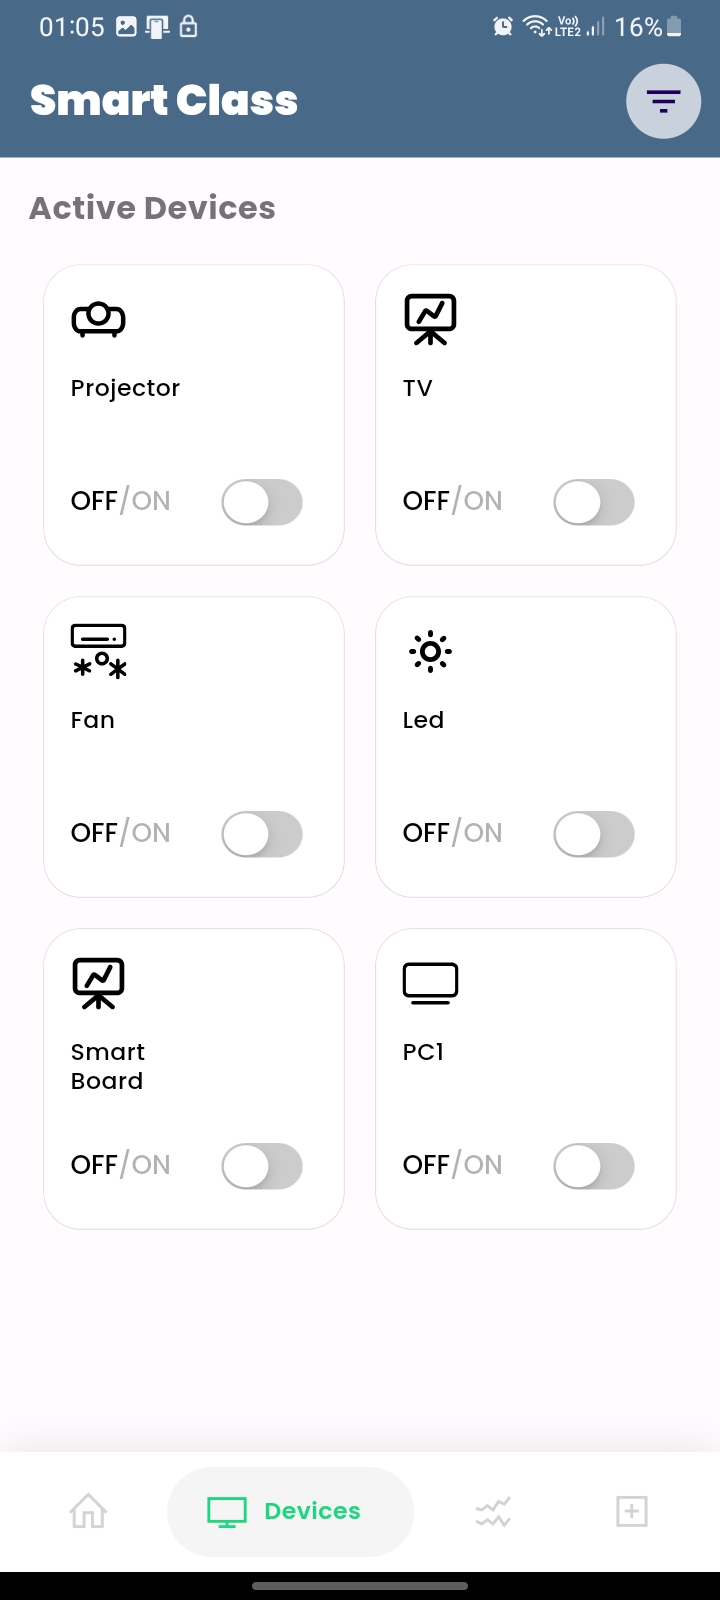 01:05 Vo)) LTE2 16%
Smart Class
Active Devices
Projector
TV
OFF/ON
OFF/ON
Fan
Led
OFF/ON
OFF/ON
Smart
Board
PC1
OFF/ON
OFF/ON
Devices